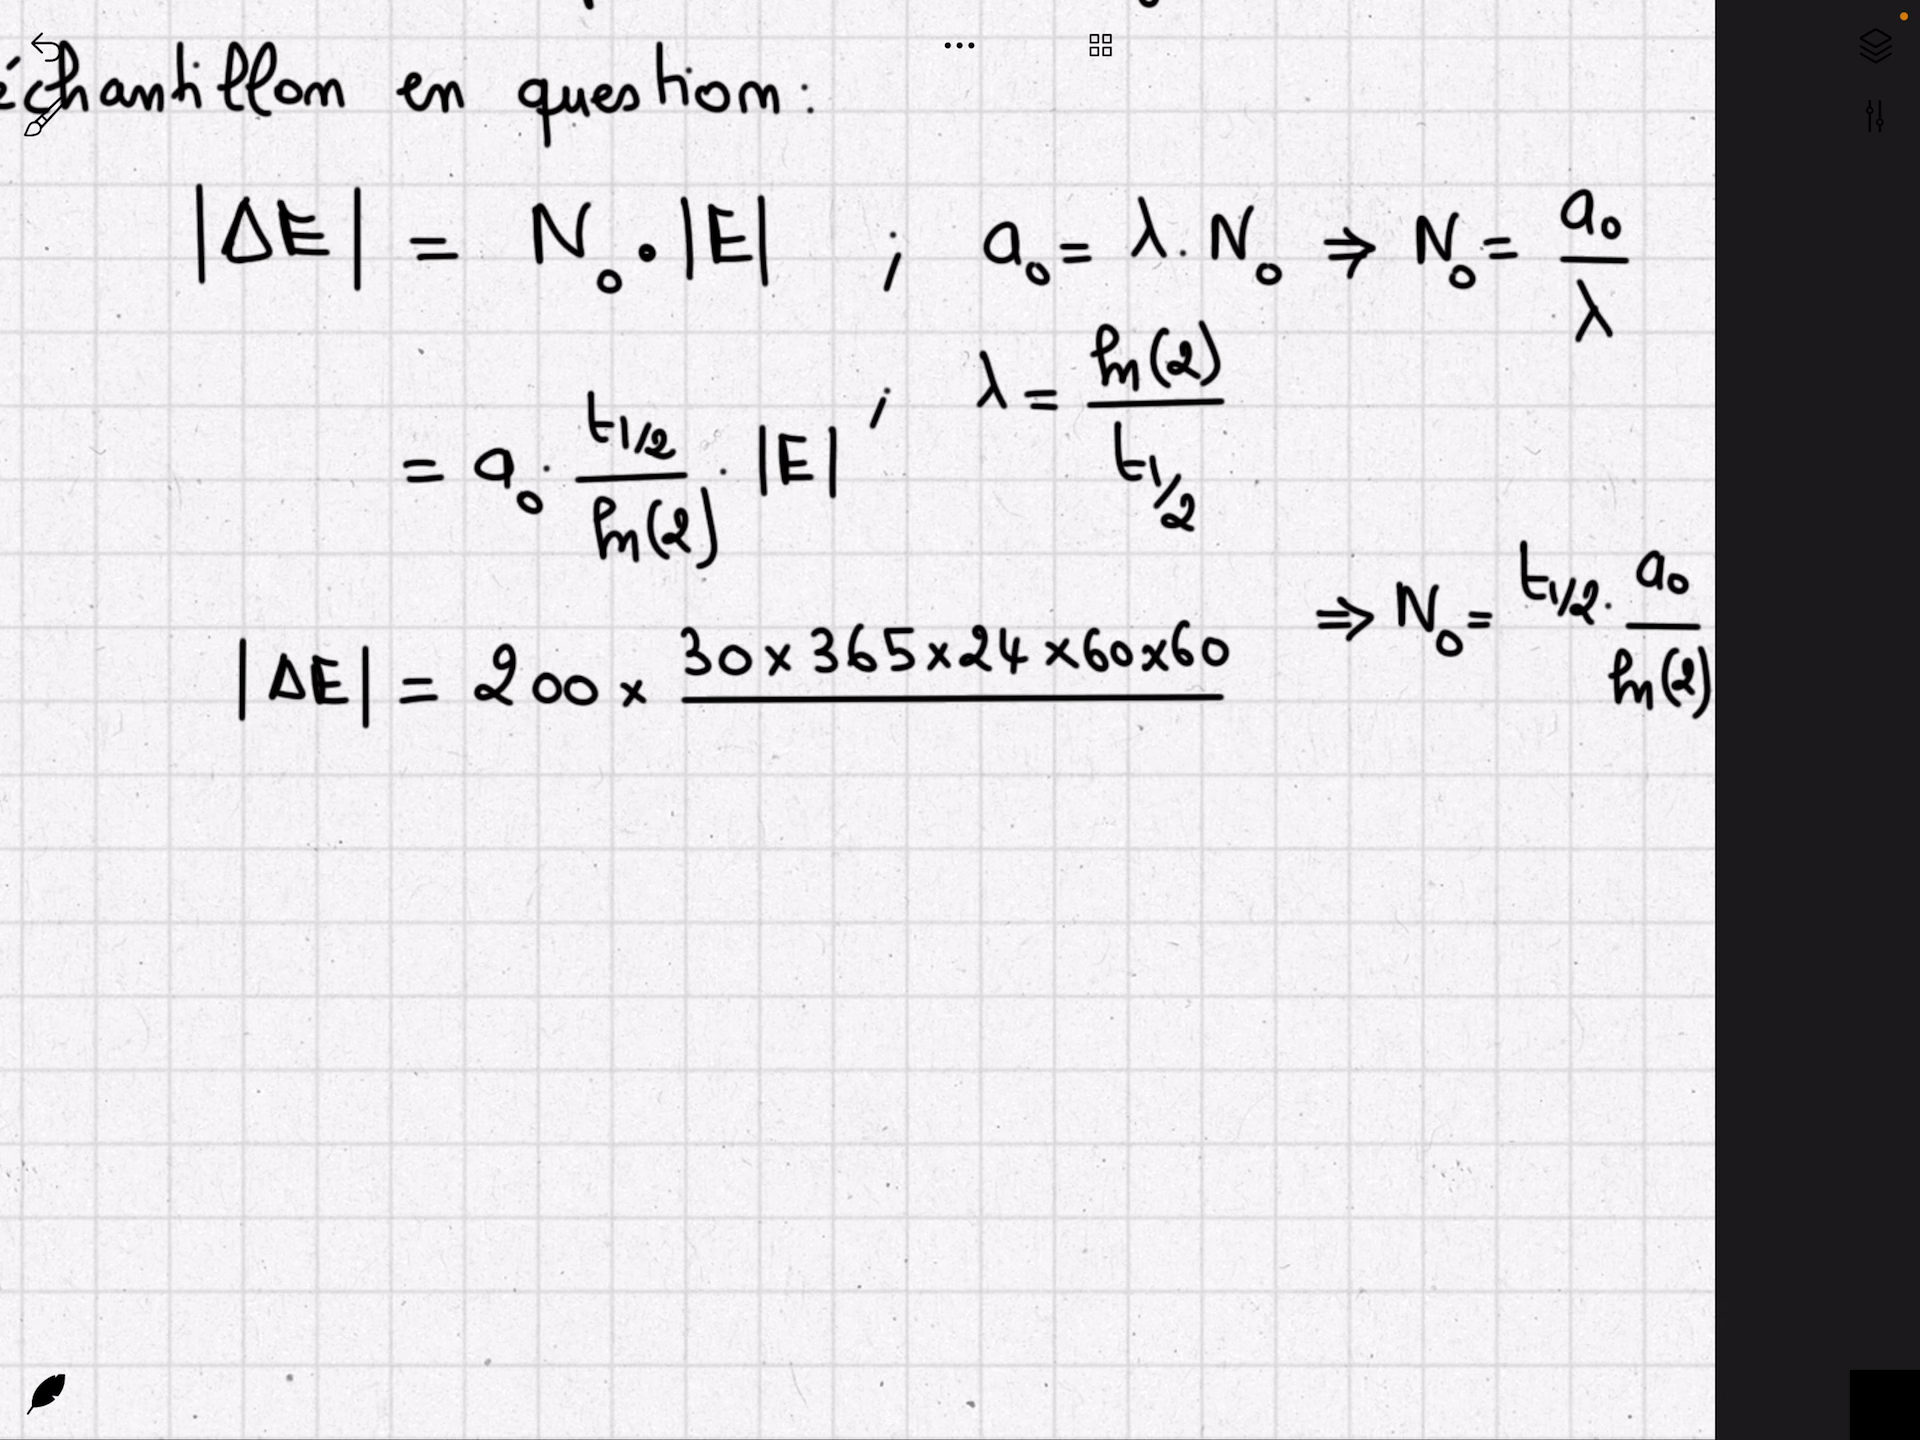 échantillon en question:
|ΔE| = N₀ · |E| ; a₀ = λ. N₀ ⇒ N₀ = a₀/λ
= a₀ · t1/2 / ln(2) · |E| ; λ = ln(2) / t1/2
⇒ N₀ = t1/2 · a₀ / ln(2)
|ΔE| = 200 × 30 × 365 × 24 × 60 × 60